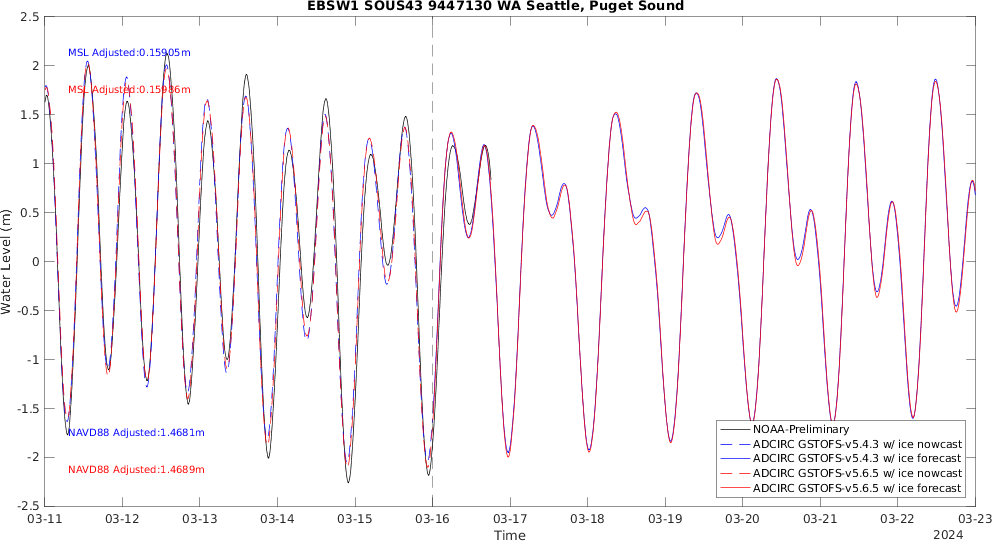 EBSW1 SOUS43 9447130 WA Seattle, Puget Sound
MSL Adjusted:0.15905m
MSL Adjusted:0.15986m
NAVD88 Adjusted:1.4681m
NAVD88 Adjusted:1.4689m
Water Level (m)
2.5
2
1.5
1
0.5
0
-0.5
-1
-1.5
-2
-2.5
NOAA-Preliminary
ADCIRC GSTOFS-v5.4.3 w/ ice nowcast
ADCIRC GSTOFS-v5.4.3 w/ ice forecast
ADCIRC GSTOFS-v5.6.5 w/ ice nowcast
ADCIRC GSTOFS-v5.6.5 w/ ice forecast
03-11 03-12 03-13 03-14 03-15 03-16 03-17 03-18 03-19 03-20 03-21 03-22 03-23
Time
2024